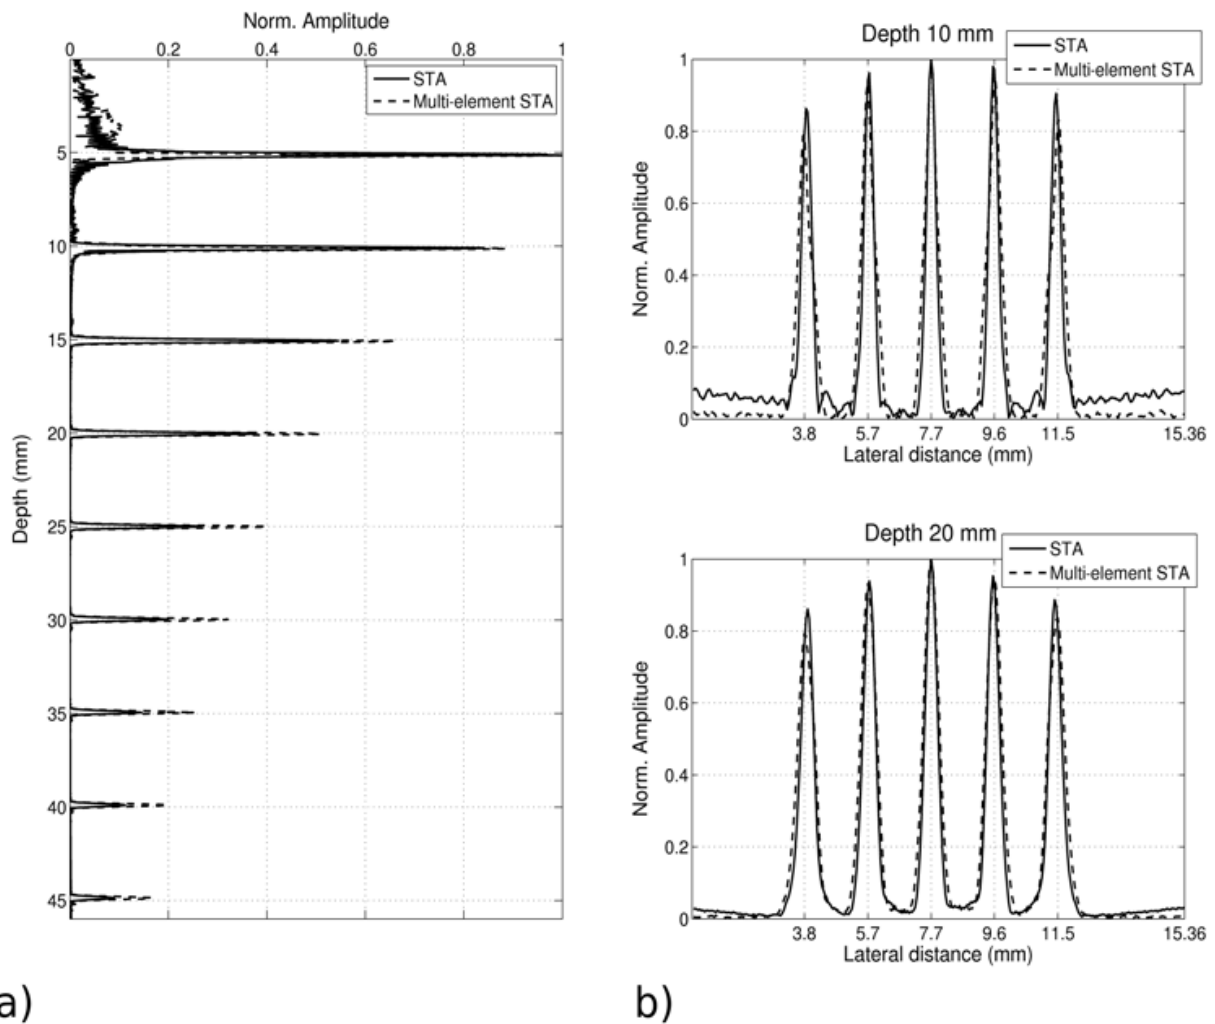 Norm. Amplitude
0 0.2 0.4 0.6 0.8 1
STA
Multi-element STA
5
10
15
20
25
30
35
40
45
Depth (mm)
a)
Depth 10 mm
STA
Multi-element STA
1
0.8
0.6
0.4
0.2
0
Norm. Amplitude
3.8 5.7 7.7 9.6 11.5 15.36
Lateral distance (mm)
Depth 20 mm
STA
Multi-element STA
1
0.8
0.6
0.4
0.2
0
Norm. Amplitude
3.8 5.7 7.7 9.6 11.5 15.36
Lateral distance (mm)
b)